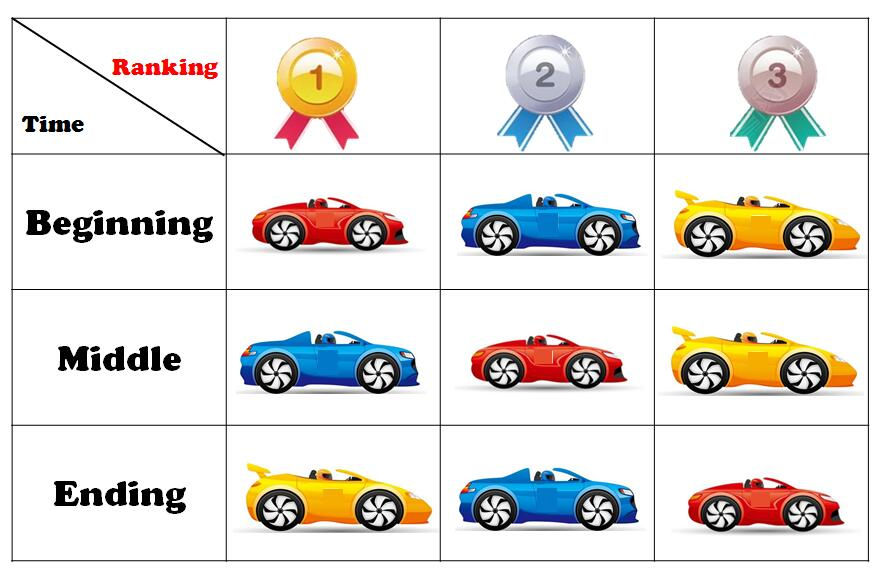 Ranking
Time
1
2
3
Beginning
Middle
Ending